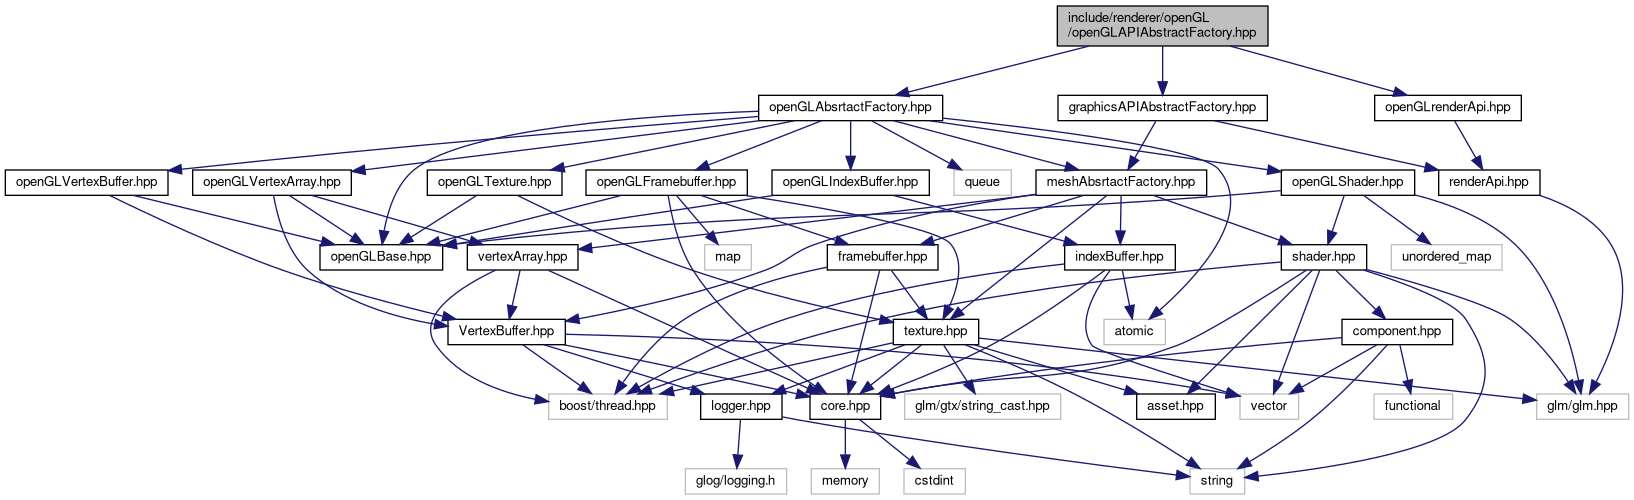 include/renderer/openGL
/openGLAPIAbstractFactory.hpp
openGLAbsrtactFactory.hpp
graphicsAPIAbstractFactory.hpp
openGLrenderApi.hpp
openGLVertexBuffer.hpp
openGLVertexArray.hpp
openGLTexture.hpp
openGLFramebuffer.hpp
openGLIndexBuffer.hpp
queue
meshAbsrtactFactory.hpp
openGLShader.hpp
renderApi.hpp
openGLBase.hpp
vertexArray.hpp
map
framebuffer.hpp
indexBuffer.hpp
shader.hpp
unordered_map
VertexBuffer.hpp
texture.hpp
atomic
component.hpp
boost/thread.hpp
logger.hpp
core.hpp
glm/gtx/string_cast.hpp
asset.hpp
vector
functional
glm/glm.hpp
glog/logging.h
memory
cstdint
string